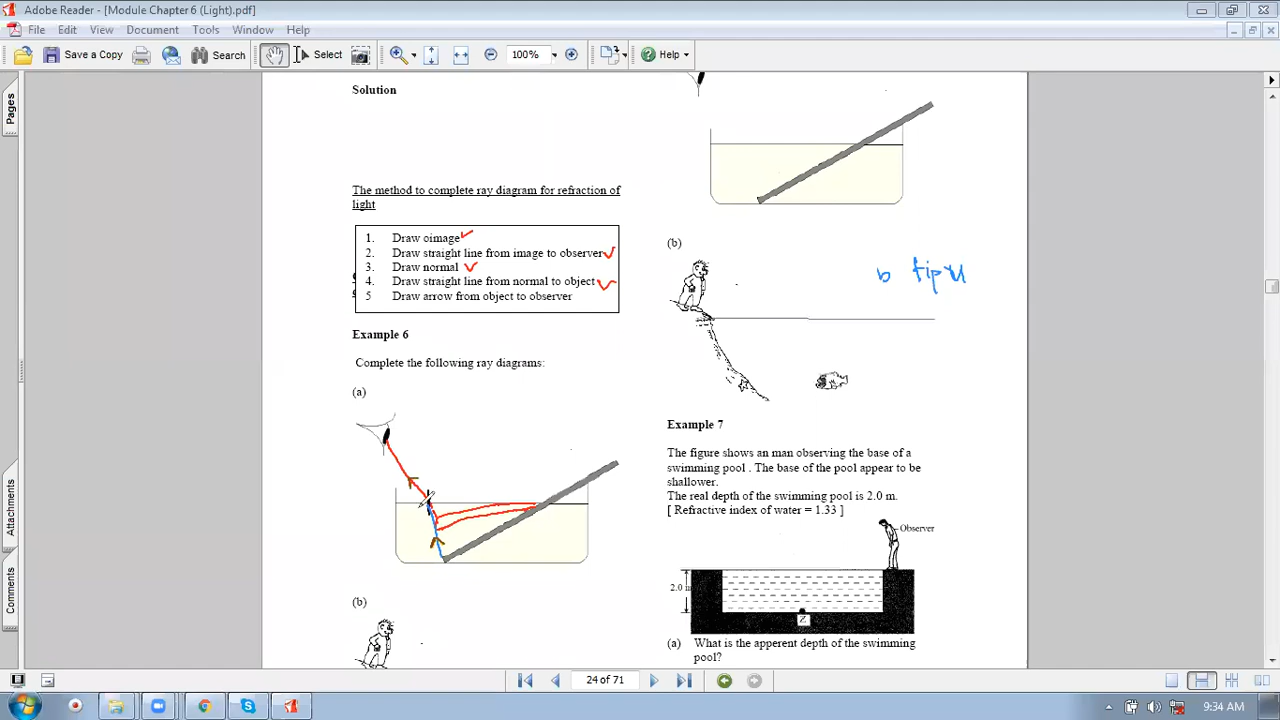 Adobe Reader - [Module Chapter 6 (Light).pdf]
File Edit View Document Tools Window Help
Save a Copy Search Select 100% Help
Pages
Attachments
Comments
Solution
The method to complete ray diagram for refraction of
light
1. Draw oimage
2. Draw straight line from image to observer
3. Draw normal
4. Draw straight line from normal to object
5 Draw arrow from object to observer
Example 6
Complete the following ray diagrams:
(a)
(b)
(b)
b
Example 7
The figure shows an man observing the base of a
swimming pool . The base of the pool appear to be
shallower.
The real depth of the swimming pool is 2.0 m.
[ Refractive index of water = 1.33 ]
Observer
2.0 m
Z
(a) What is the apperent depth of the swimming
pool?
24 of 71
9:34 AM